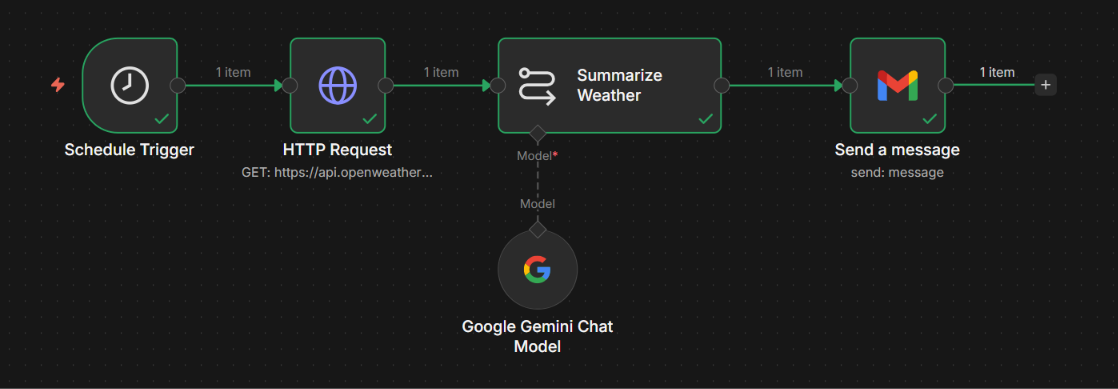 1 item
1 item
1 item
1 item
Summarize
Weather
Schedule Trigger
HTTP Request
GET: https://api.openweather...
Model*
Send a message
send: message
Model
Google Gemini Chat
Model